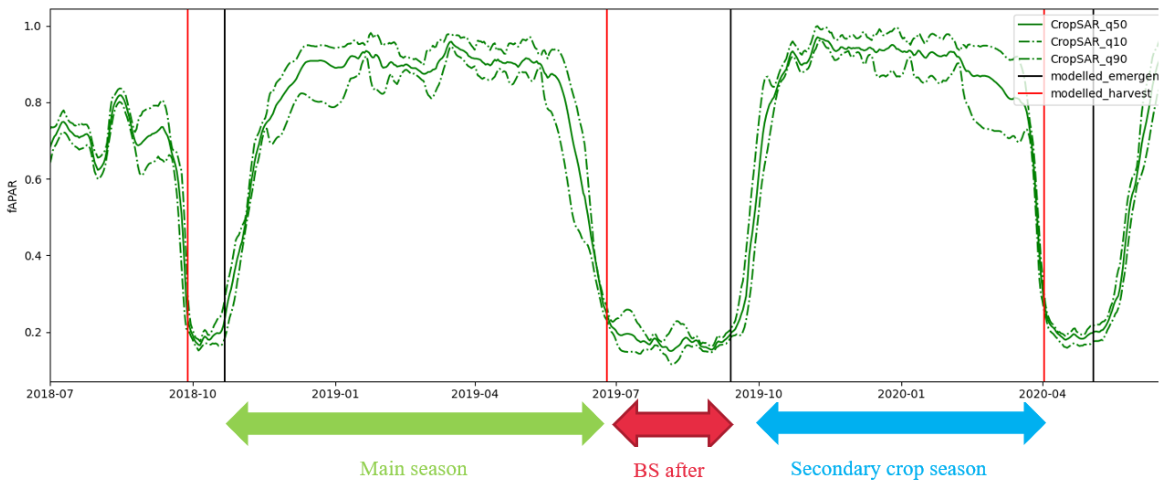 CropSAR_q50
CropSAR_q10
CropSAR_q90
modelled_emergen
modelled_harvest
fAPAR
1.0
0.8
0.6
0.4
0.2
2018-07 2018-10 2019-01 2019-04 2019-07 2019-10 2020-01 2020-04
Main season BS after Secondary crop season